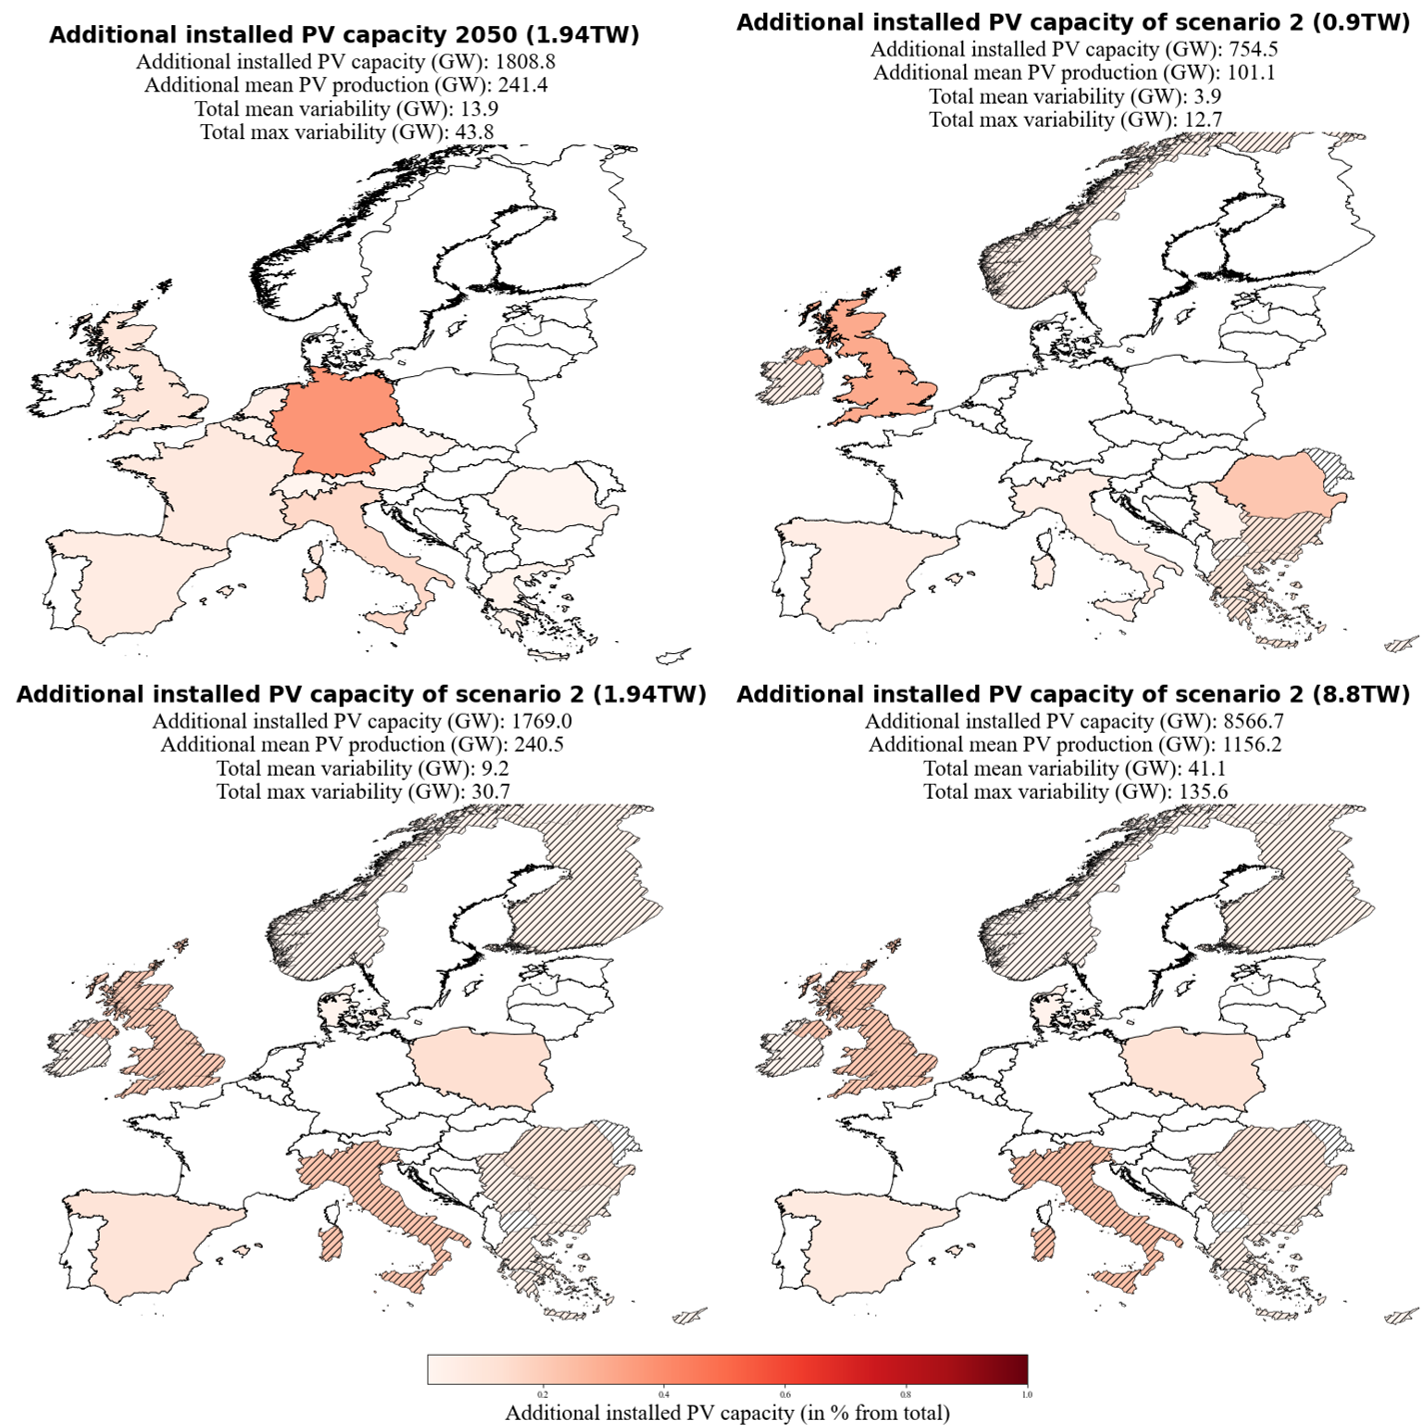 Additional installed PV capacity 2050 (1.94TW)
Additional installed PV capacity (GW): 1808.8
Additional mean PV production (GW): 241.4
Total mean variability (GW): 13.9
Total max variability (GW): 43.8
Additional installed PV capacity of scenario 2 (0.9TW)
Additional installed PV capacity (GW): 754.5
Additional mean PV production (GW): 101.1
Total mean variability (GW): 3.9
Total max variability (GW): 12.7
Additional installed PV capacity of scenario 2 (1.94TW)
Additional installed PV capacity (GW): 1769.0
Additional mean PV production (GW): 240.5
Total mean variability (GW): 9.2
Total max variability (GW): 30.7
Additional installed PV capacity of scenario 2 (8.8TW)
Additional installed PV capacity (GW): 8566.7
Additional mean PV production (GW): 1156.2
Total mean variability (GW): 41.1
Total max variability (GW): 135.6
0.2 0.4 0.6 0.8 1.0
Additional installed PV capacity (in % from total)